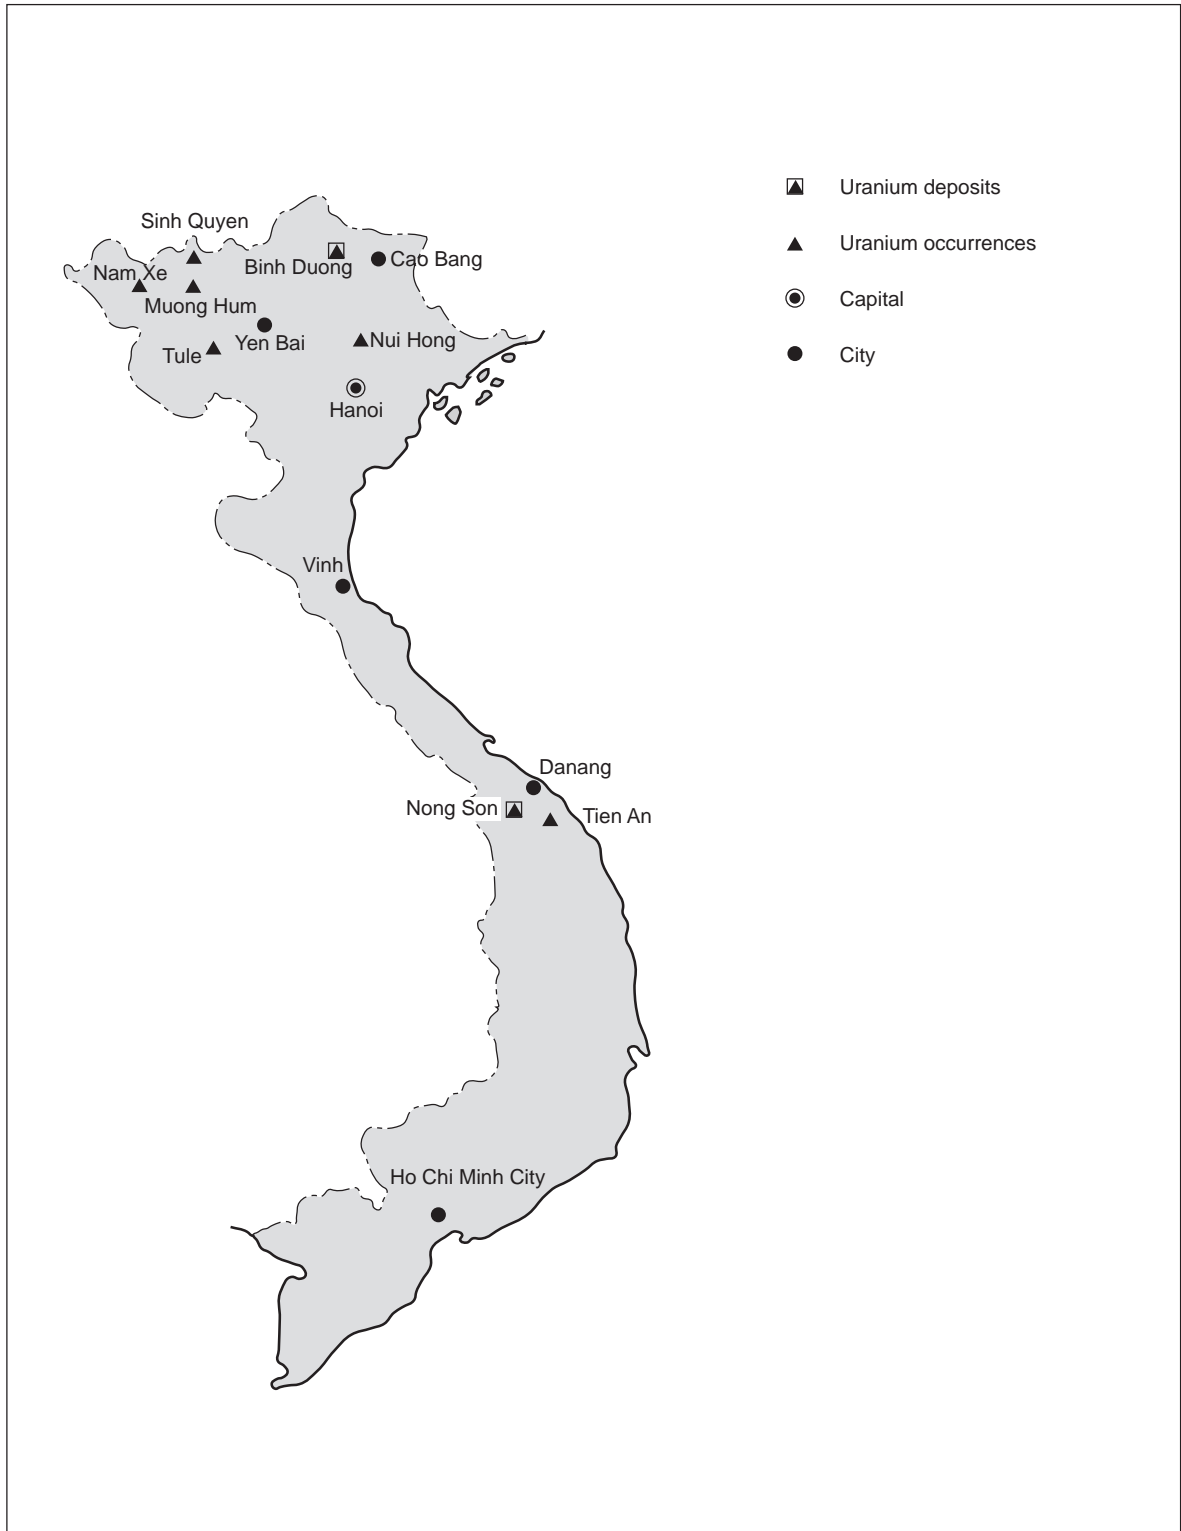 Uranium deposits
Uranium occurrences
Capital
City
Sinh Quyen
Nam Xe
Binh Duong
Cao Bang
Muong Hum
Yen Bai
Nui Hong
Tule
Hanoi
Vinh
Danang
Nong Son
Tien An
Ho Chi Minh City